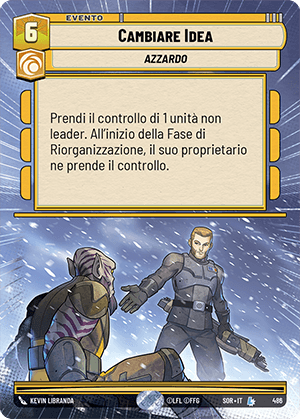 EVENTO
6
CAMBIARE IDEA
AZZARDO
Prendi il controllo di 1 unità non
leader. All'inizio della Fase di
Riorganizzazione, il suo proprietario
ne prende il controllo.
KEVIN LIBRANDA
©LFL ©FFG
SOR • IT
486